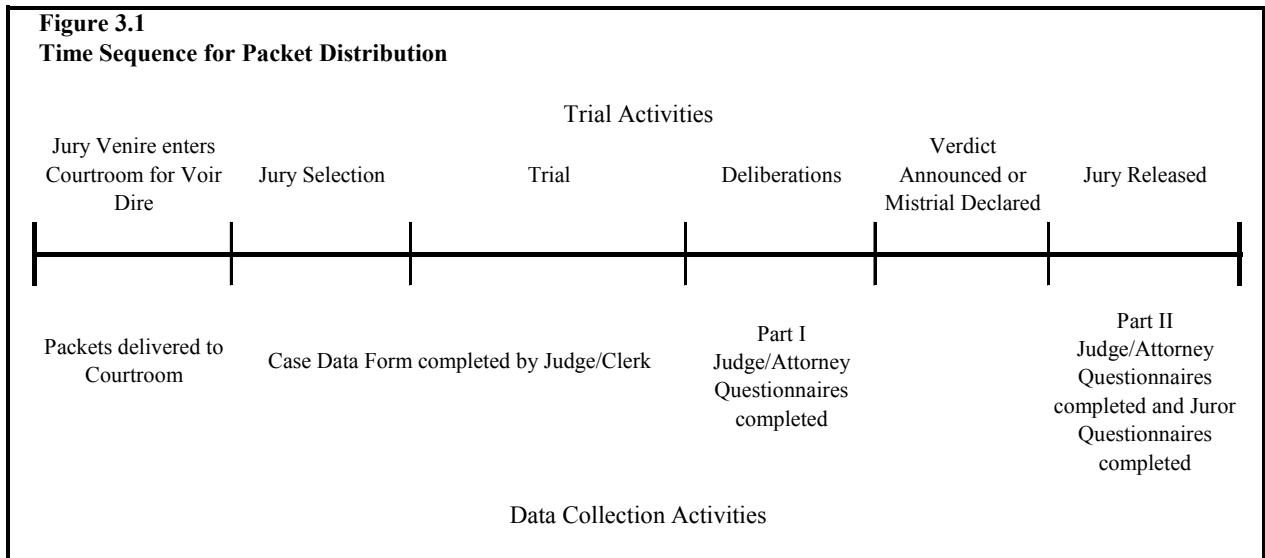 Figure 3.1
Time Sequence for Packet Distribution
Trial Activities
Jury Venire enters
Courtroom for Voir
Dire
Jury Selection
Trial
Deliberations
Verdict
Announced or
Mistrial Declared
Jury Released
Packets delivered to
Courtroom
Case Data Form completed by Judge/Clerk
Part I
Judge/Attorney
Questionnaires
completed
Part II
Judge/Attorney
Questionnaires
completed and Juror
Questionnaires
completed
Data Collection Activities